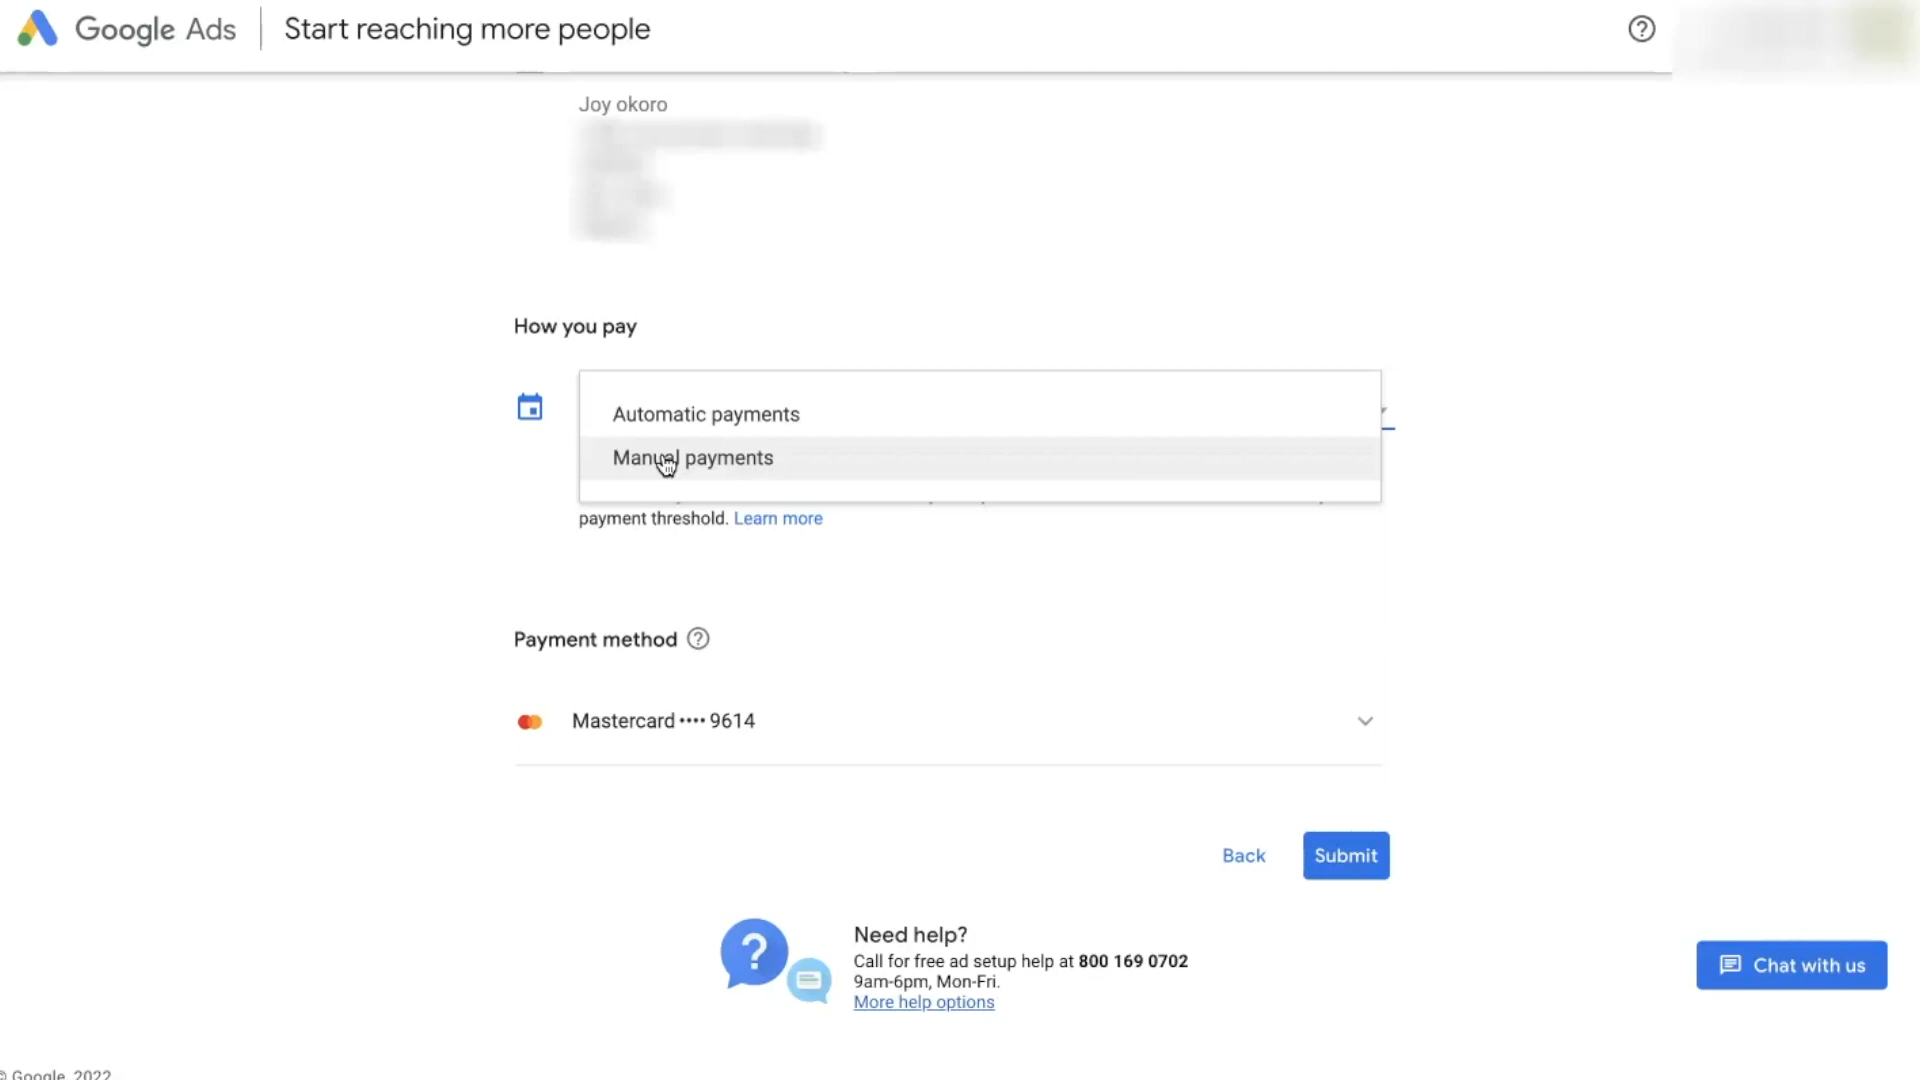 Google Ads | Start reaching more people
Joy okoro
How you pay
Automatic payments
Manual payments
payment threshold. Learn more
Payment method
Mastercard •••• 9614
Back
Submit
Need help?
Call for free ad setup help at 800 169 0702
9am-6pm, Mon-Fri.
More help options
Chat with us
© Google, 2022